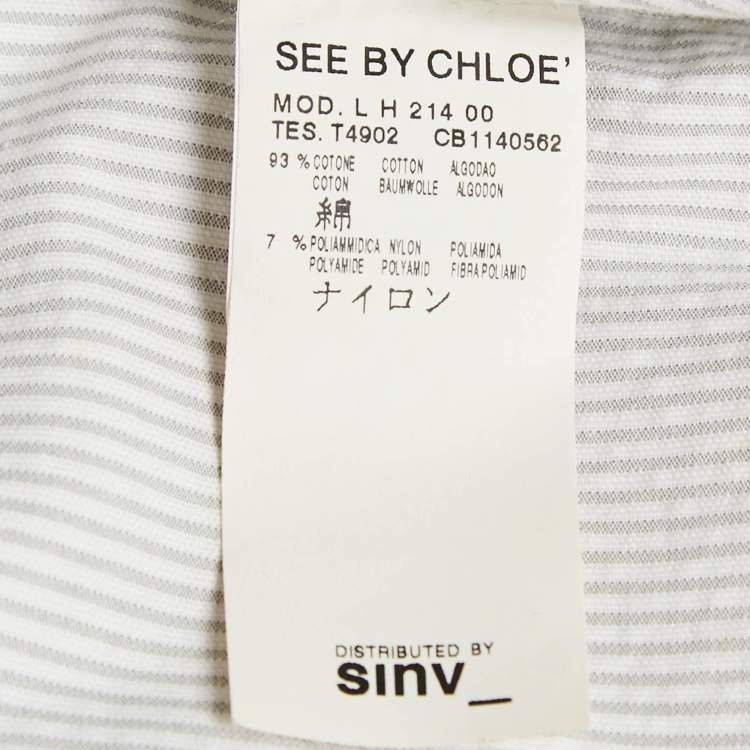 SEE BY CHLOE'
MOD. L H 214 00
TES. T4902 CB1140562
93 % COTONE COTTON ALGODAO
COTON BAUMWOLLE ALGODON
綿
7 % POLIAMMIDICA NYLON POLIAMIDA
POLYAMIDE POLYAMID FIBRA POLIAMID
ナイロン
DISTRIBUTED BY
sinv_